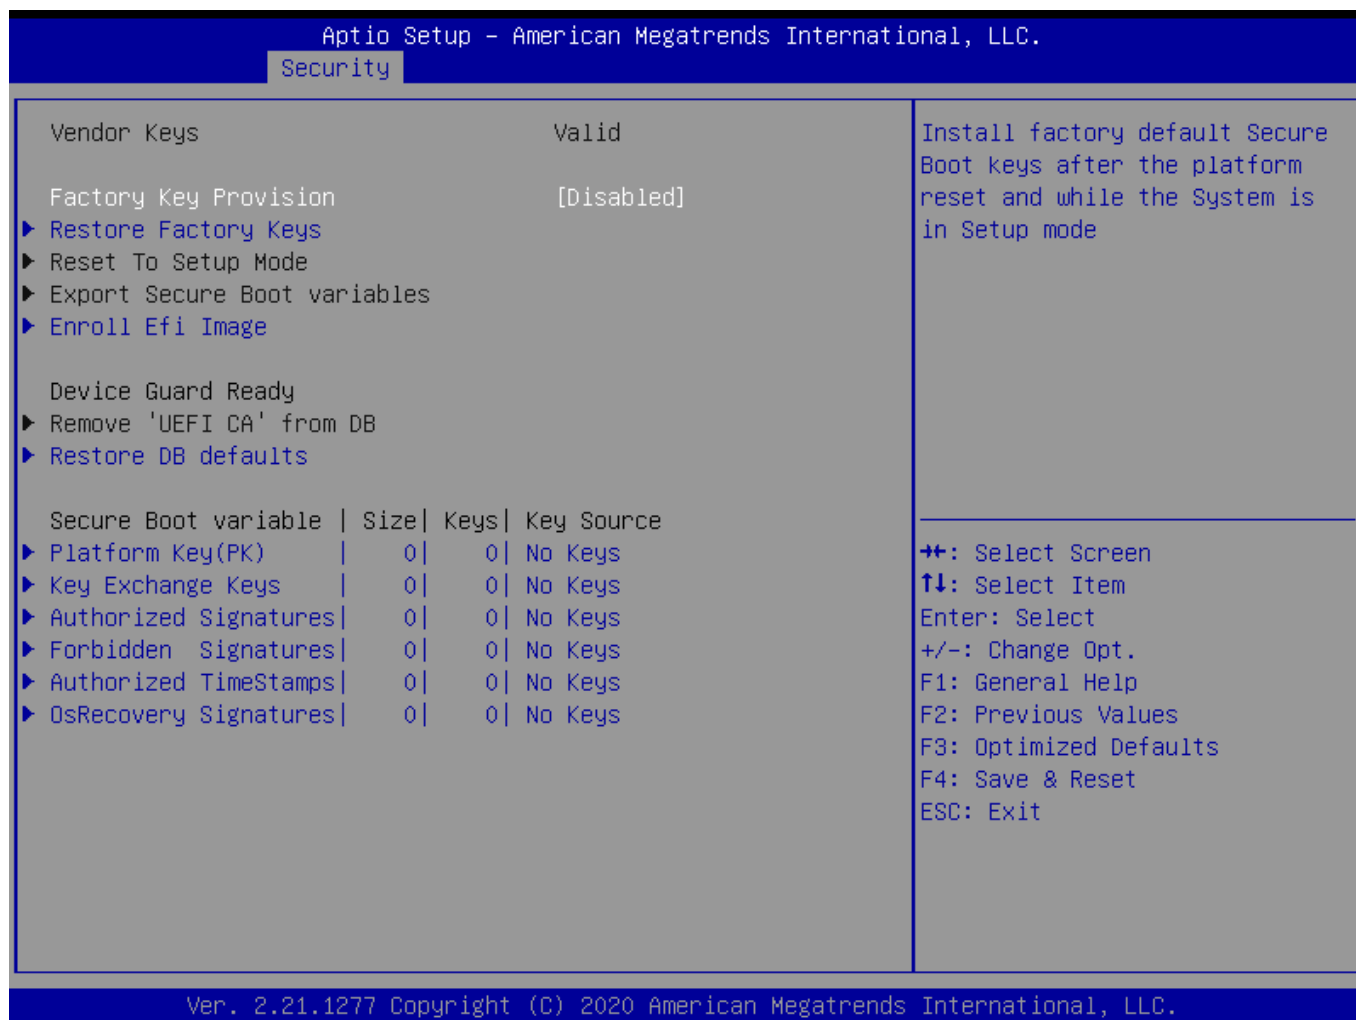 Aptio Setup – American Megatrends International, LLC.
Security
Vendor Keys Valid
Factory Key Provision [Disabled]
Restore Factory Keys
Reset To Setup Mode
Export Secure Boot variables
Enroll Efi Image
Device Guard Ready
Remove 'UEFI CA' from DB
Restore DB defaults
Secure Boot variable | Size| Keys| Key Source
Platform Key(PK) | 0| 0| No Keys
Key Exchange Keys | 0| 0| No Keys
Authorized Signatures| 0| 0| No Keys
Forbidden Signatures| 0| 0| No Keys
Authorized TimeStamps| 0| 0| No Keys
OsRecovery Signatures| 0| 0| No Keys
Install factory default Secure
Boot keys after the platform
reset and while the System is
in Setup mode
→←: Select Screen
↑↓: Select Item
Enter: Select
+/-: Change Opt.
F1: General Help
F2: Previous Values
F3: Optimized Defaults
F4: Save & Reset
ESC: Exit
Ver. 2.21.1277 Copyright (C) 2020 American Megatrends International, LLC.